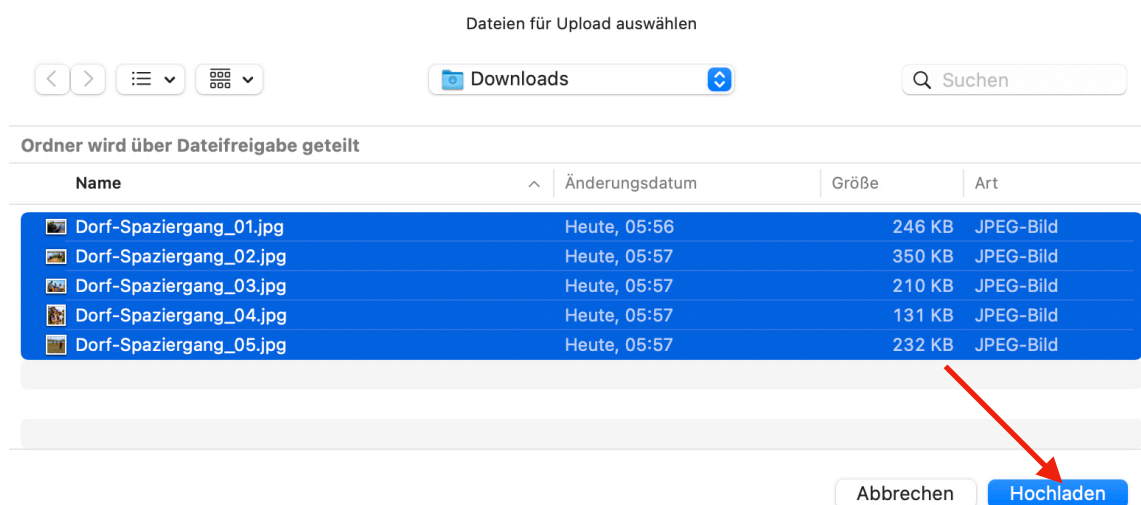 Dateien für Upload auswählen
Downloads
Suchen
Ordner wird über Dateifreigabe geteilt
Name Änderungsdatum Größe Art
Dorf-Spaziergang_01.jpg Heute, 05:56 246 KB JPEG-Bild
Dorf-Spaziergang_02.jpg Heute, 05:57 350 KB JPEG-Bild
Dorf-Spaziergang_03.jpg Heute, 05:57 210 KB JPEG-Bild
Dorf-Spaziergang_04.jpg Heute, 05:57 131 KB JPEG-Bild
Dorf-Spaziergang_05.jpg Heute, 05:57 232 KB JPEG-Bild
Abbrechen Hochladen